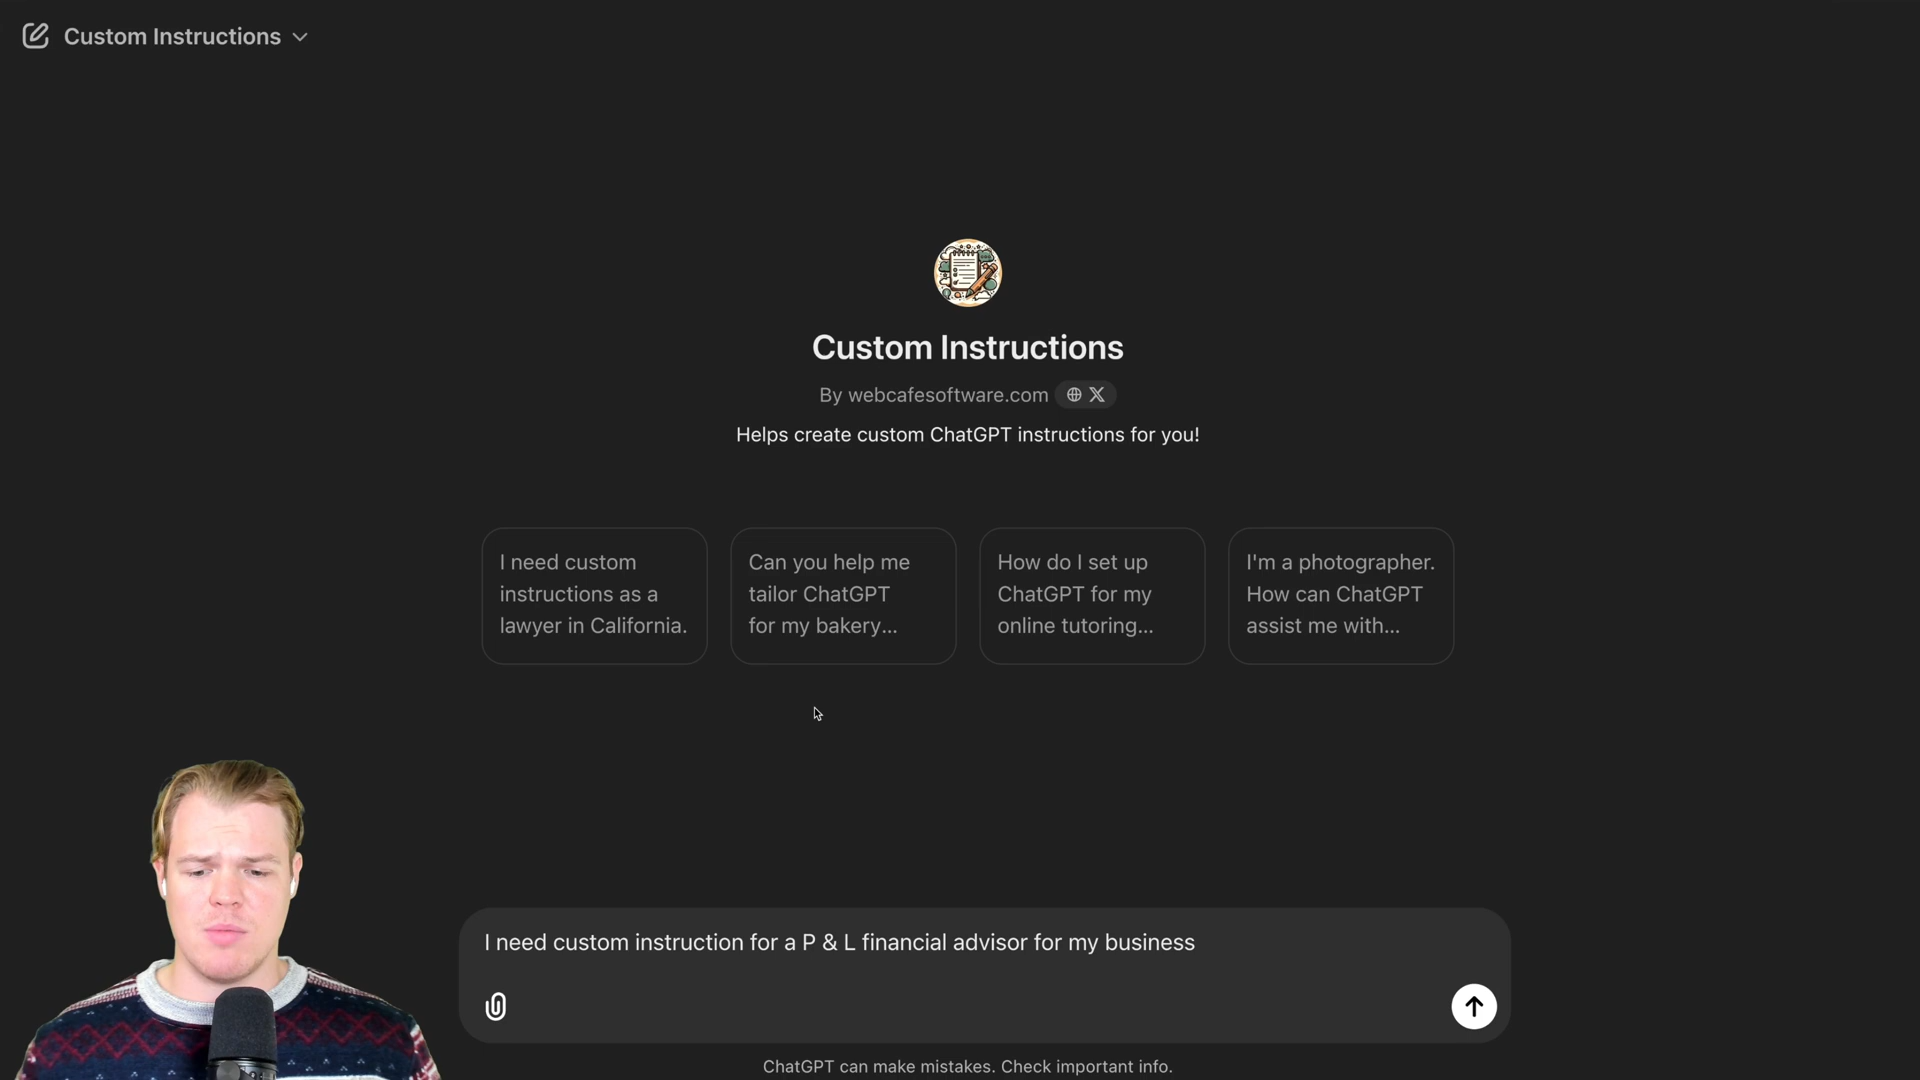 Custom Instructions
Custom Instructions
By webcafesoftware.com
Helps create custom ChatGPT instructions for you!
I need custom
instructions as a
lawyer in California.
Can you help me
tailor ChatGPT
for my bakery...
How do I set up
ChatGPT for my
online tutoring...
I'm a photographer.
How can ChatGPT
assist me with...
I need custom instruction for a P & L financial advisor for my business
ChatGPT can make mistakes. Check important info.